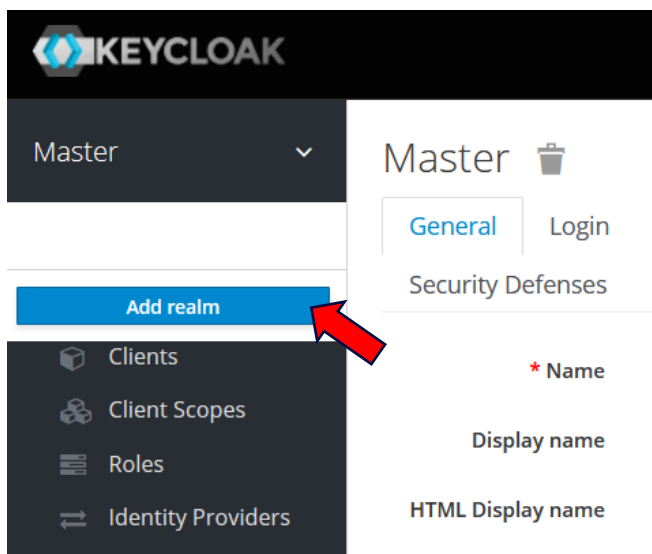 KEYCLOAK
Master
Add realm
Clients
Client Scopes
Roles
Identity Providers
Master
General Login
Security Defenses
* Name
Display name
HTML Display name